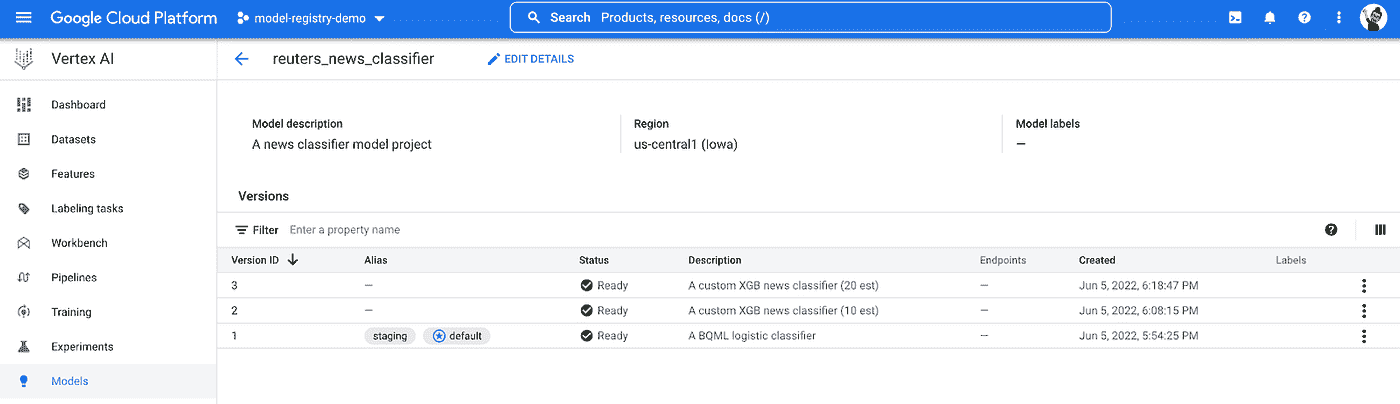 Google Cloud Platform model-registry-demo Search Products, resources, docs (/)
Vertex AI reuters_news_classifier EDIT DETAILS
Dashboard
Datasets
Features
Labeling tasks
Workbench
Pipelines
Training
Experiments
Models
Model description Region Model labels
A news classifier model project us-central1 (Iowa) —
Versions
Filter Enter a property name
Version ID Alias Status Description Endpoints Created Labels
3 — Ready A custom XGB news classifier (20 est) — Jun 5, 2022, 6:18:47 PM
2 — Ready A custom XGB news classifier (10 est) — Jun 5, 2022, 6:08:15 PM
1 staging default Ready A BQML logistic classifier — Jun 5, 2022, 5:54:25 PM